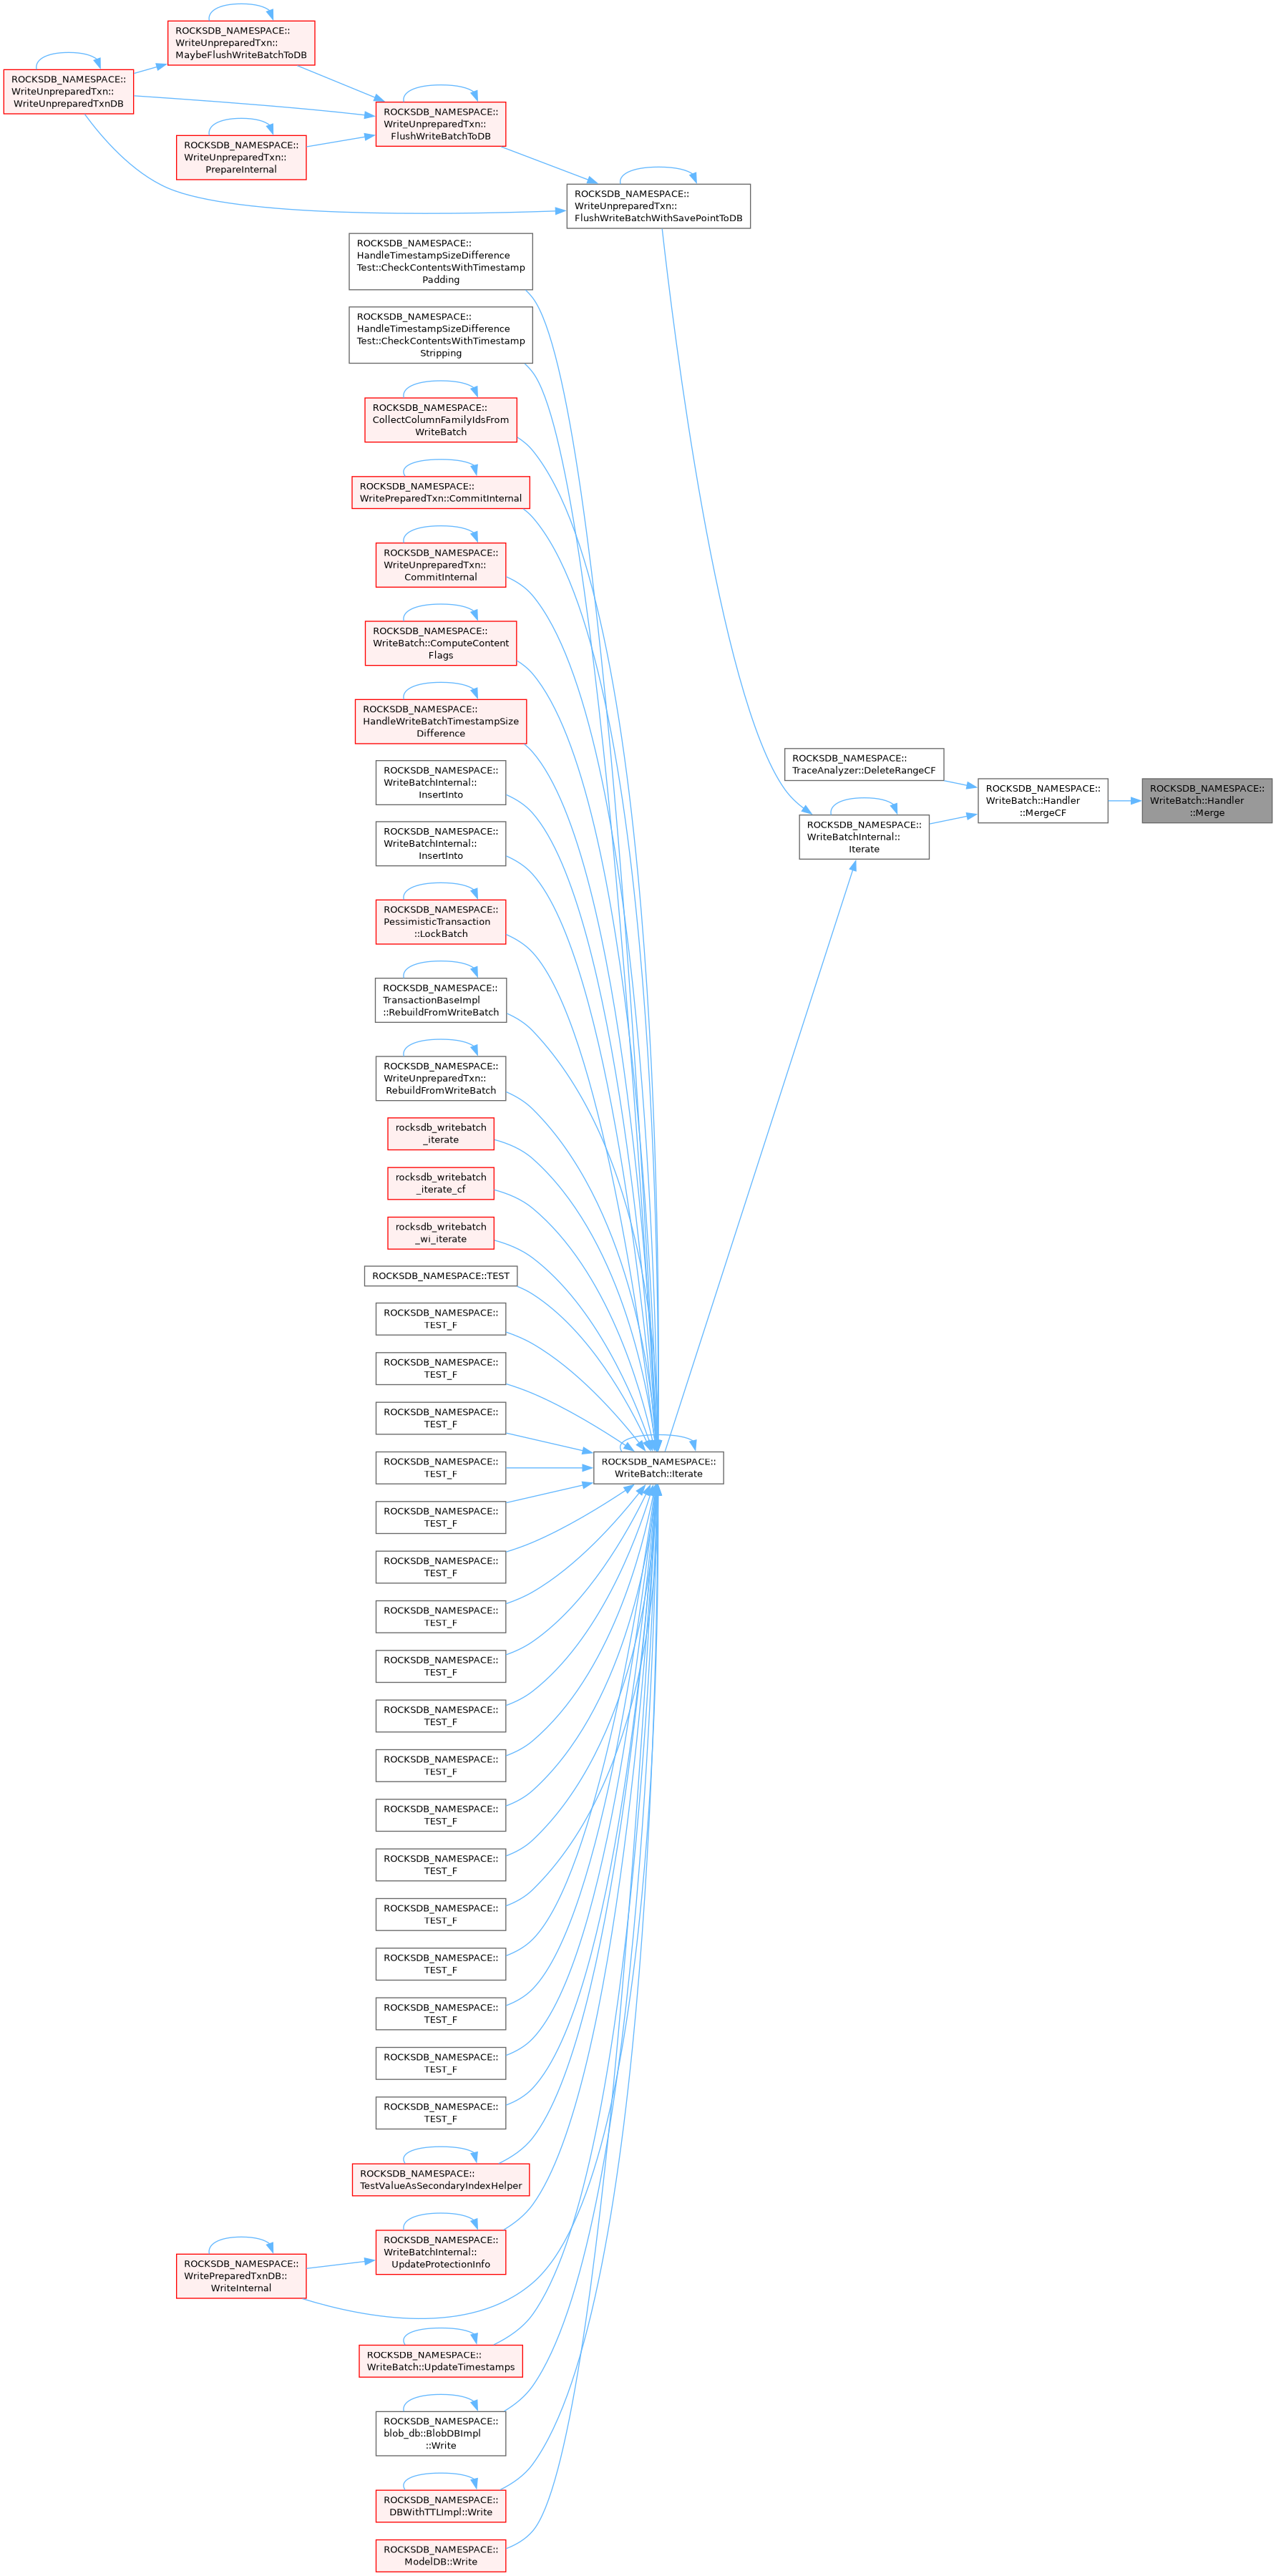 ROCKSDB_NAMESPACE::
WriteUnpreparedTxn::
MaybeFlushWriteBatchToDB
ROCKSDB_NAMESPACE::
WriteUnpreparedTxn::
WriteUnpreparedTxnDB
ROCKSDB_NAMESPACE::
WriteUnpreparedTxn::
FlushWriteBatchToDB
ROCKSDB_NAMESPACE::
WriteUnpreparedTxn::
PrepareInternal
ROCKSDB_NAMESPACE::
WriteUnpreparedTxn::
FlushWriteBatchWithSavePointToDB
ROCKSDB_NAMESPACE::
HandleTimestampSizeDifference
Test::CheckContentsWithTimestamp
Padding
ROCKSDB_NAMESPACE::
HandleTimestampSizeDifference
Test::CheckContentsWithTimestamp
Stripping
ROCKSDB_NAMESPACE::
CollectColumnFamilyIdsFrom
WriteBatch
ROCKSDB_NAMESPACE::
WritePreparedTxn::CommitInternal
ROCKSDB_NAMESPACE::
WriteUnpreparedTxn::
CommitInternal
ROCKSDB_NAMESPACE::
WriteBatch::ComputeContent
Flags
ROCKSDB_NAMESPACE::
HandleWriteBatchTimestampSize
Difference
ROCKSDB_NAMESPACE::
TraceAnalyzer::DeleteRangeCF
ROCKSDB_NAMESPACE::
WriteBatch::Handler
::MergeCF
ROCKSDB_NAMESPACE::
WriteBatch::Handler
::Merge
ROCKSDB_NAMESPACE::
WriteBatchInternal::
InsertInto
ROCKSDB_NAMESPACE::
WriteBatchInternal::
Iterate
ROCKSDB_NAMESPACE::
WriteBatchInternal::
InsertInto
ROCKSDB_NAMESPACE::
PessimisticTransaction
::LockBatch
ROCKSDB_NAMESPACE::
TransactionBaseImpl
::RebuildFromWriteBatch
ROCKSDB_NAMESPACE::
WriteUnpreparedTxn::
RebuildFromWriteBatch
rocksdb_writebatch
_iterate
rocksdb_writebatch
_iterate_cf
rocksdb_writebatch
_wi_iterate
ROCKSDB_NAMESPACE::TEST
ROCKSDB_NAMESPACE::
TEST_F
ROCKSDB_NAMESPACE::
TEST_F
ROCKSDB_NAMESPACE::
TEST_F
ROCKSDB_NAMESPACE::
TEST_F
ROCKSDB_NAMESPACE::
WriteBatch::Iterate
ROCKSDB_NAMESPACE::
TEST_F
ROCKSDB_NAMESPACE::
TEST_F
ROCKSDB_NAMESPACE::
TEST_F
ROCKSDB_NAMESPACE::
TEST_F
ROCKSDB_NAMESPACE::
TEST_F
ROCKSDB_NAMESPACE::
TEST_F
ROCKSDB_NAMESPACE::
TEST_F
ROCKSDB_NAMESPACE::
TEST_F
ROCKSDB_NAMESPACE::
TEST_F
ROCKSDB_NAMESPACE::
TEST_F
ROCKSDB_NAMESPACE::
TEST_F
ROCKSDB_NAMESPACE::
TEST_F
ROCKSDB_NAMESPACE::
TEST_F
ROCKSDB_NAMESPACE::
TestValueAsSecondaryIndexHelper
ROCKSDB_NAMESPACE::
WriteBatchInternal::
UpdateProtectionInfo
ROCKSDB_NAMESPACE::
WritePreparedTxnDB::
WriteInternal
ROCKSDB_NAMESPACE::
WriteBatch::UpdateTimestamps
ROCKSDB_NAMESPACE::
blob_db::BlobDBImpl
::Write
ROCKSDB_NAMESPACE::
DBWithTTLImpl::Write
ROCKSDB_NAMESPACE::
ModelDB::Write